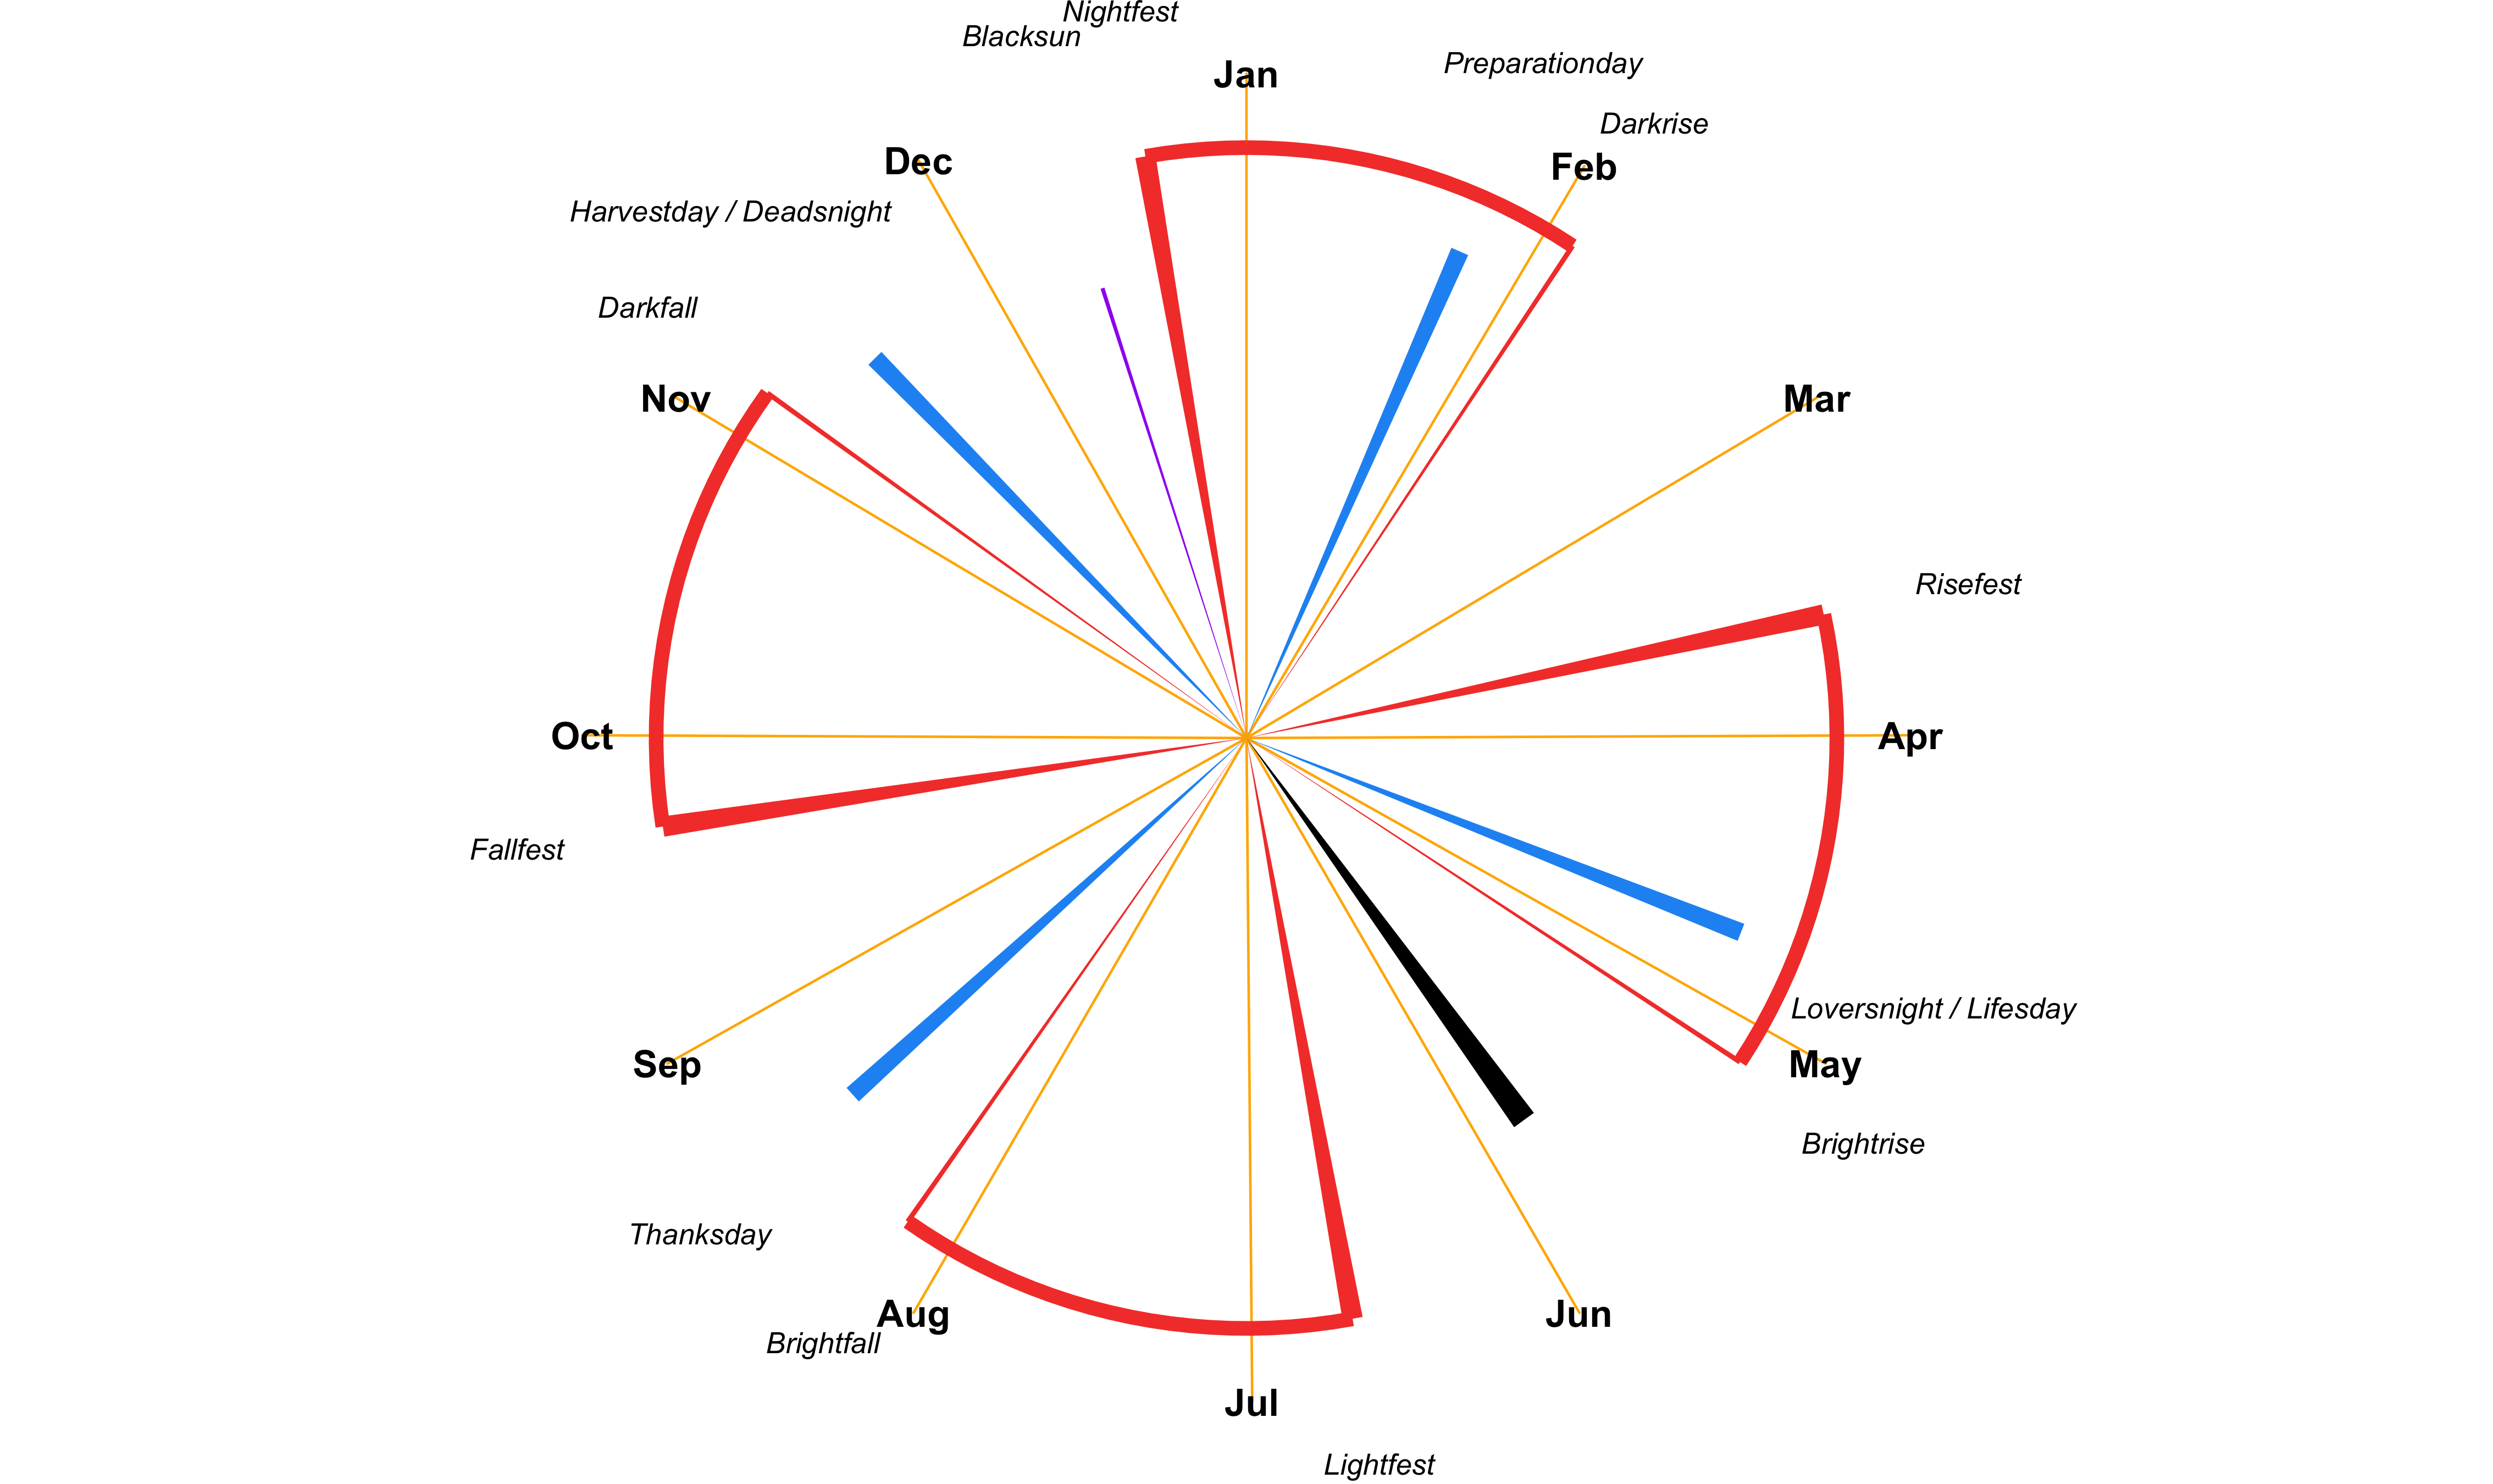 Nightfest
Blacksun
Preparationday
Jan
Darkrise
Dec
Feb
Harvestday / Deadsnight
Darkfall
Nov
Mar
Risefest
Oct
Apr
Fallfest
Loversnight / Lifesday
Sep
May
Brightrise
Thanksday
Aug
Jun
Brightfall
Jul
Lightfest